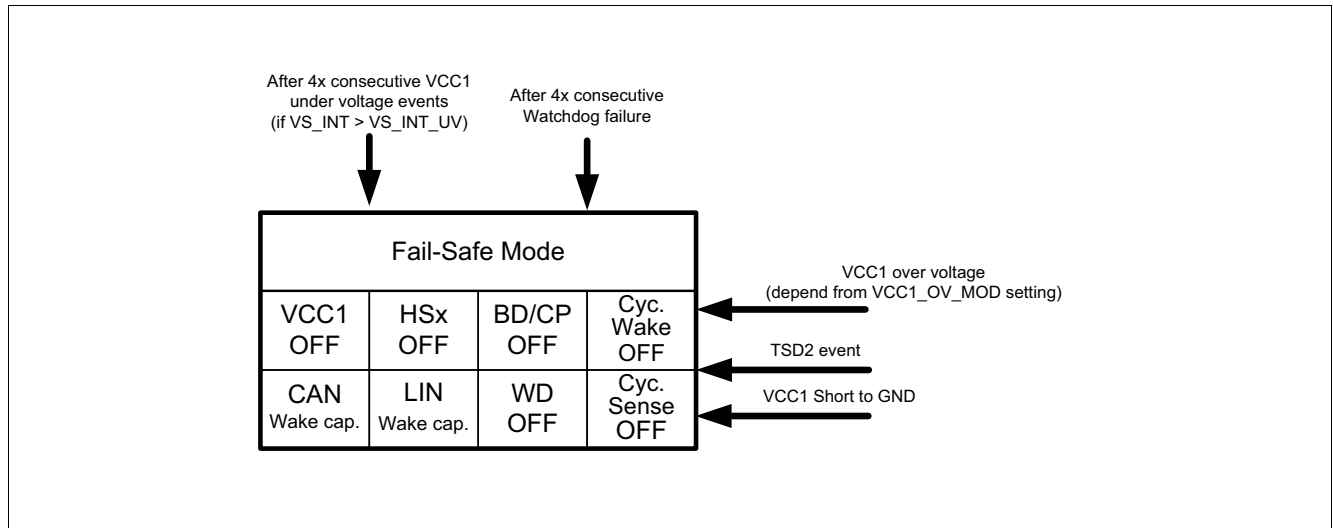 After 4x consecutive VCC1
under voltage events
(if VS_INT > VS_INT_UV)
After 4x consecutive
Watchdog failure
Fail-Safe Mode
VCC1
OFF
HSx
OFF
BD/CP
OFF
Cyc.
Wake
OFF
CAN
Wake cap.
LIN
Wake cap.
WD
OFF
Cyc.
Sense
OFF
VCC1 over voltage
(depend from VCC1_OV_MOD setting)
TSD2 event
VCC1 Short to GND